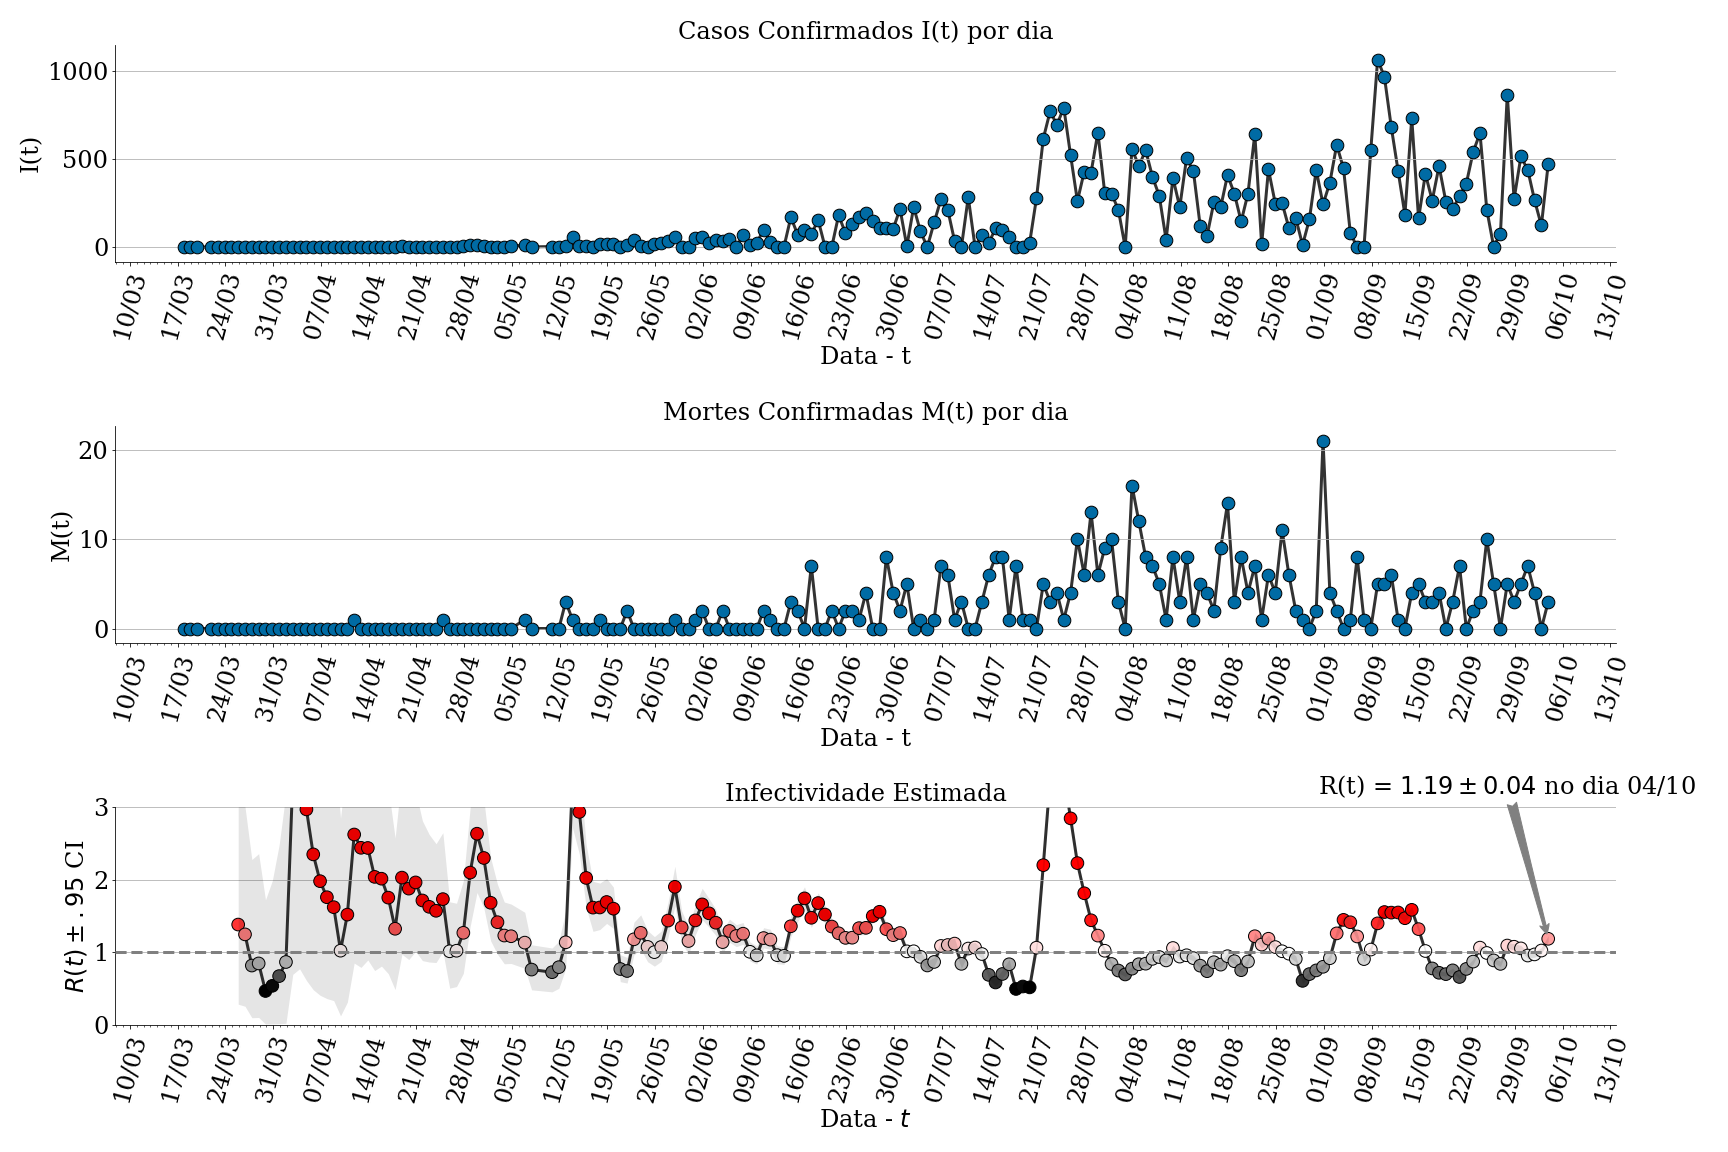 Casos Confirmados I(t) por dia
1000
500
0
I(t)
10/03 17/03 24/03 31/03 07/04 14/04 21/04 28/04 05/05 12/05 19/05 26/05 02/06 09/06 16/06 23/06 30/06 07/07 14/07 21/07 28/07 04/08 11/08 18/08 25/08 01/09 08/09 15/09 22/09 29/09 06/10 13/10
Data - t
Mortes Confirmadas M(t) por dia
20
10
0
M(t)
10/03 17/03 24/03 31/03 07/04 14/04 21/04 28/04 05/05 12/05 19/05 26/05 02/06 09/06 16/06 23/06 30/06 07/07 14/07 21/07 28/07 04/08 11/08 18/08 25/08 01/09 08/09 15/09 22/09 29/09 06/10 13/10
Data - t
R(t) = 1.19 ± 0.04 no dia 04/10
Infectividade Estimada
3
2
1
0
R(t) ± .95 CI
10/03 17/03 24/03 31/03 07/04 14/04 21/04 28/04 05/05 12/05 19/05 26/05 02/06 09/06 16/06 23/06 30/06 07/07 14/07 21/07 28/07 04/08 11/08 18/08 25/08 01/09 08/09 15/09 22/09 29/09 06/10 13/10
Data - t